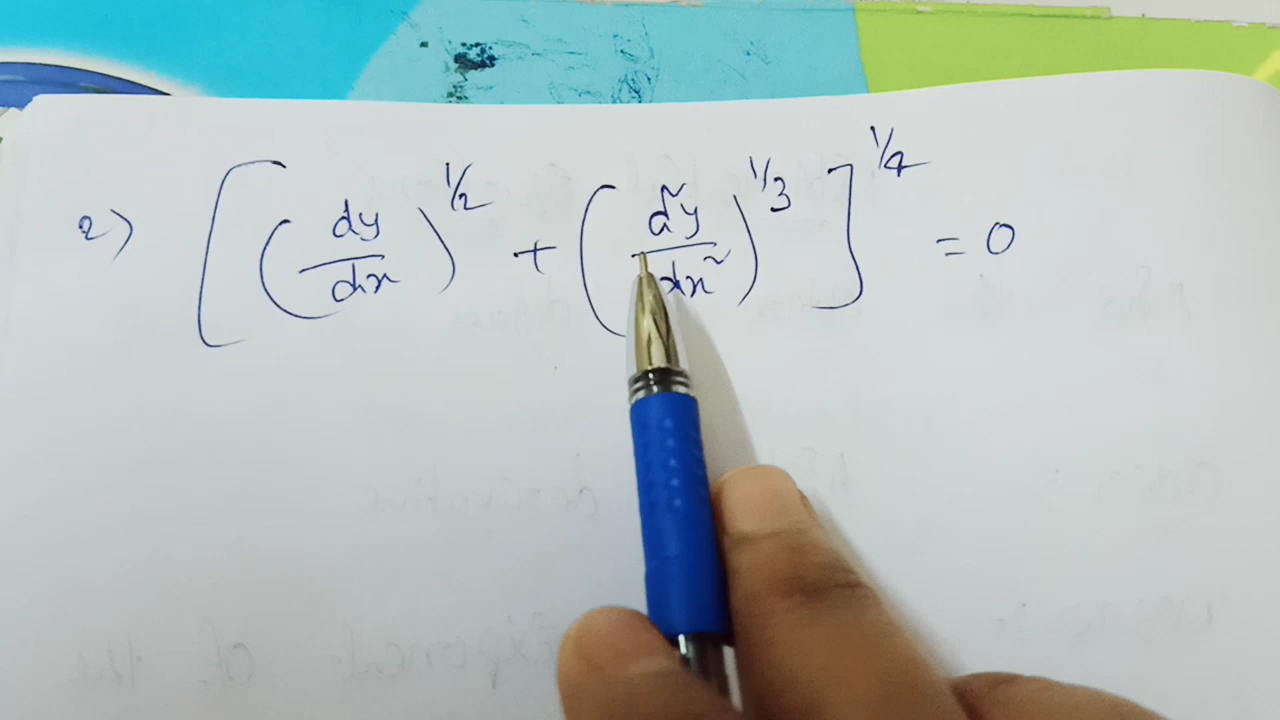 2) [(dy/dx)^1/2 + (d²y/dx²)^1/3]^1/4 = 0